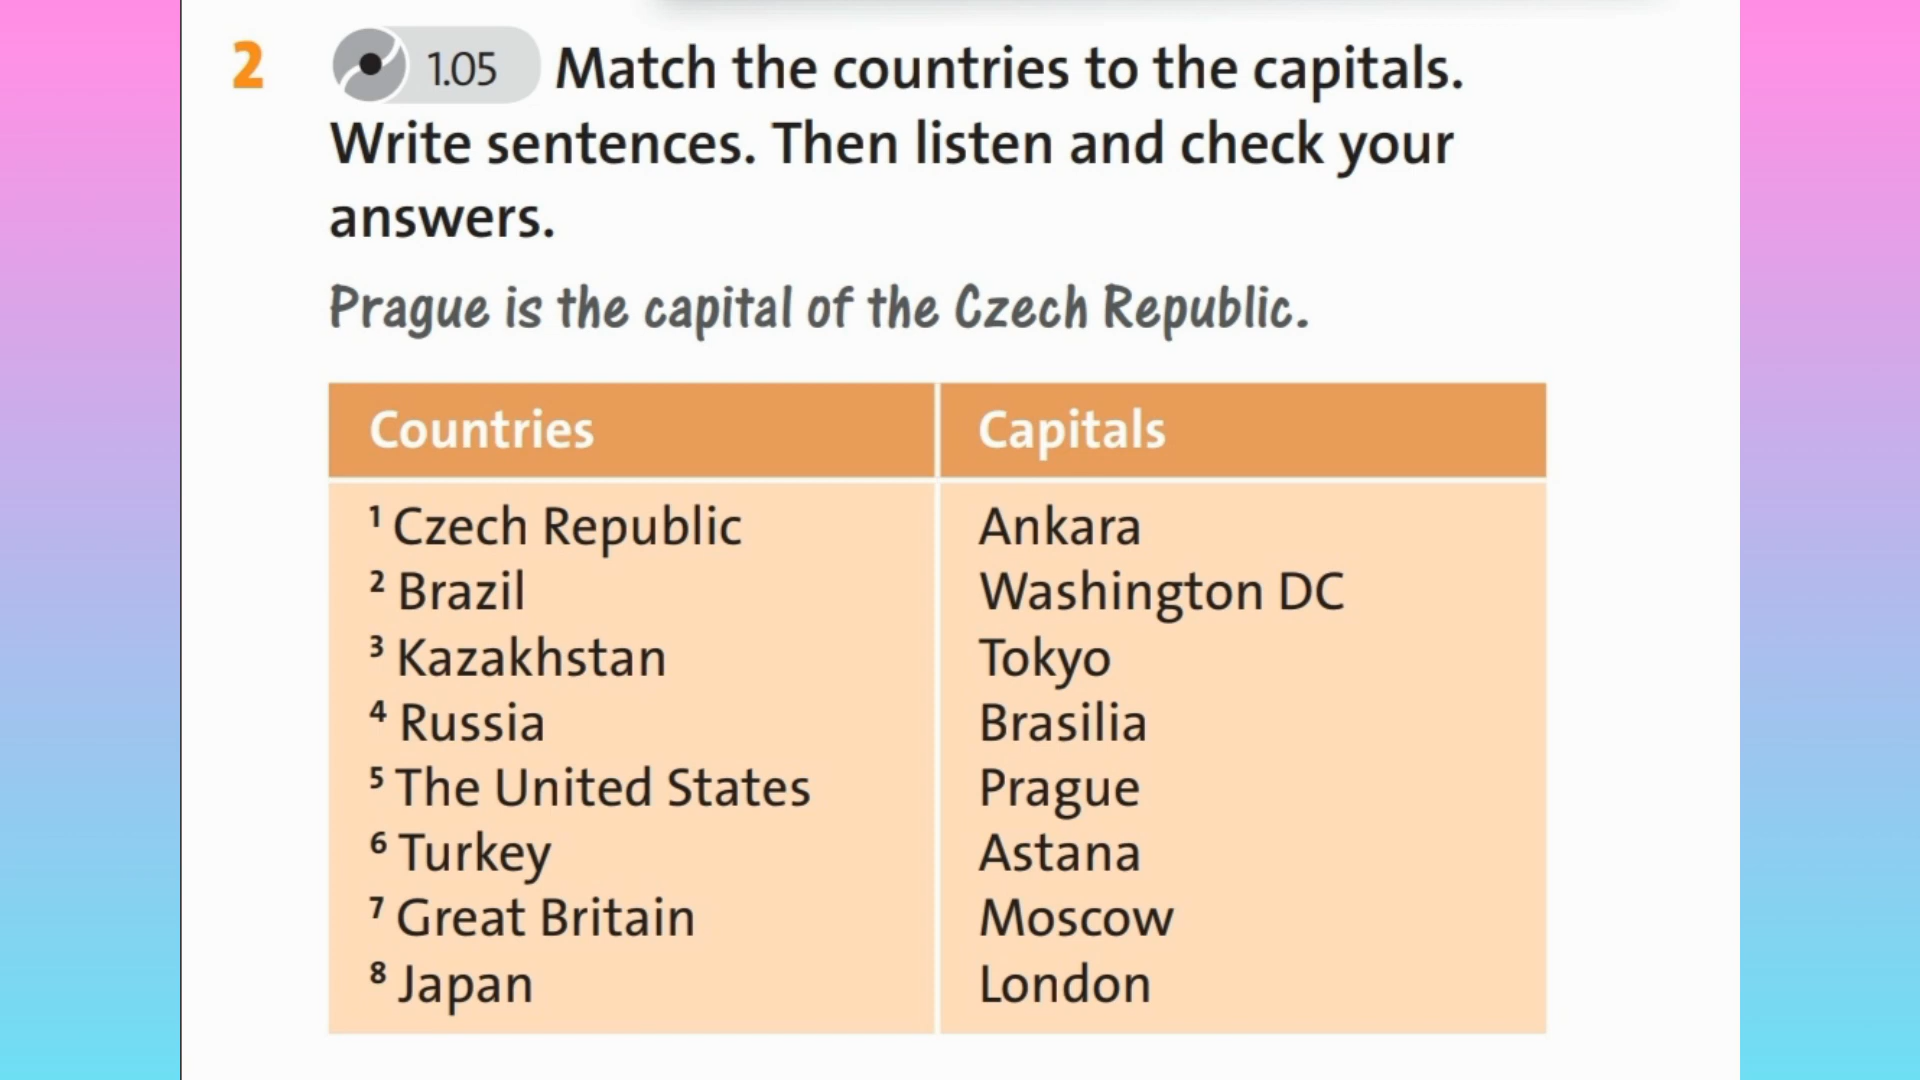 2 1.05 Match the countries to the capitals.
Write sentences. Then listen and check your
answers.
Prague is the capital of the Czech Republic.
Countries Capitals
1 Czech Republic Ankara
2 Brazil Washington DC
3 Kazakhstan Tokyo
4 Russia Brasilia
5 The United States Prague
6 Turkey Astana
7 Great Britain Moscow
8 Japan London